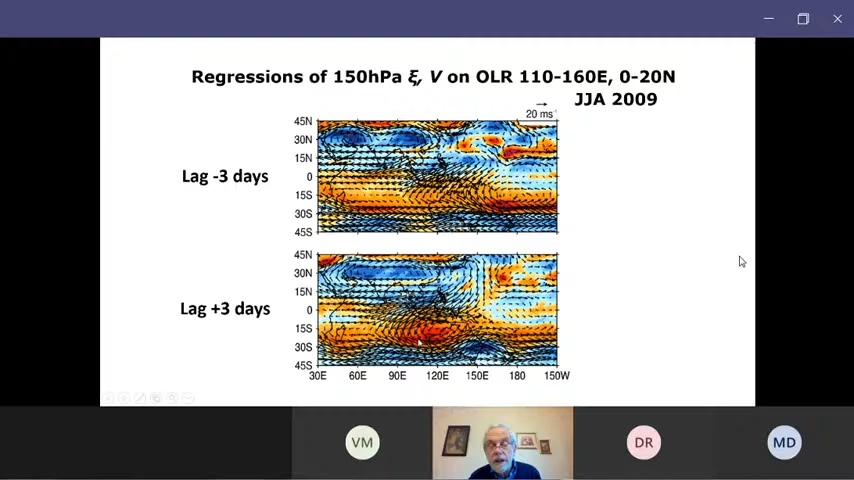 Regressions of 150hPa ξ, V on OLR 110-160E, 0-20N
JJA 2009
20 ms⁻¹
Lag -3 days
45N
30N
15N
0
15S
30S
45S
Lag +3 days
45N
30N
15N
0
15S
30S
45S
30E 60E 90E 120E 150E 180 150W
VM
DR
MD